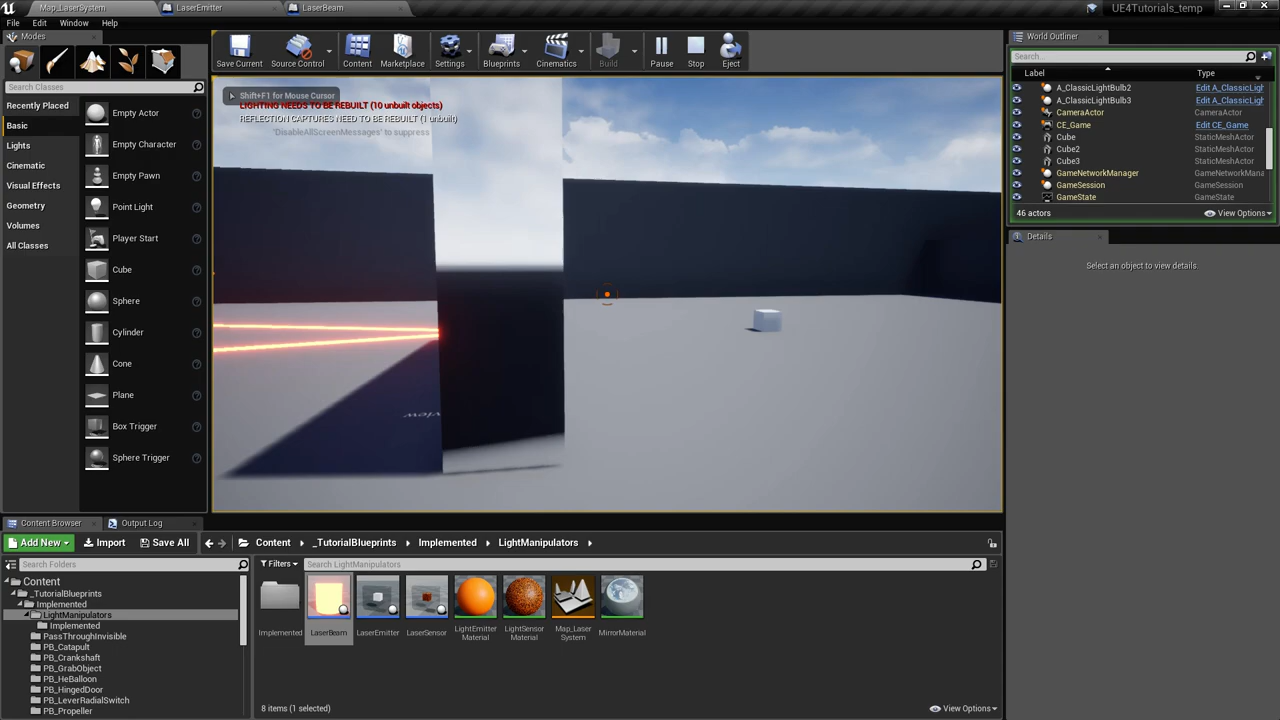 Map_LaserSystem
LaserEmitter
LaserBeam
UE4Tutorials_temp
File Edit Window Help
Modes
Search Classes
Recently Placed
Basic
Lights
Cinematic
Visual Effects
Geometry
Volumes
All Classes
Empty Actor
Empty Character
Empty Pawn
Point Light
Player Start
Cube
Sphere
Cylinder
Cone
Plane
Box Trigger
Sphere Trigger
Save Current
Source Control
Content
Marketplace
Settings
Blueprints
Cinematics
Build
Pause
Stop
Eject
Shift+F1 for Mouse Cursor
LIGHTING NEEDS TO BE REBUILT (10 unbuilt objects)
REFLECTION CAPTURES NEED TO BE REBUILT (1 unbuilt)
'DisableAllScreenMessages' to suppress
World Outliner
Search...
Label Type
A_ClassicLightBulb2 Edit A_ClassicLigh
A_ClassicLightBulb3 Edit A_ClassicLigh
CameraActor CameraActor
CE_Game Edit CE_Game
Cube StaticMeshActor
Cube2 StaticMeshActor
Cube3 StaticMeshActor
GameNetworkManager GameNetworkMana
GameSession GameSession
GameState GameState
46 actors
View Options
Details
Select an object to view details.
Content Browser
Output Log
Add New
Import
Save All
Content
_TutorialBlueprints
Implemented
LightManipulators
Search Folders
Filters
Search LightManipulators
Content
_TutorialBlueprints
Implemented
LightManipulators
Implemented
PassThroughInvisible
PB_Catapult
PB_Crankshaft
PB_GrabObject
PB_HeBalloon
PB_HingedDoor
PB_LeverRadialSwitch
PB_Propeller
Implemented
LaserBeam
LaserEmitter
LaserSensor
LightEmitter
Material
LightSensor
Material
Map_Laser
System
MirrorMaterial
8 items (1 selected)
View Options